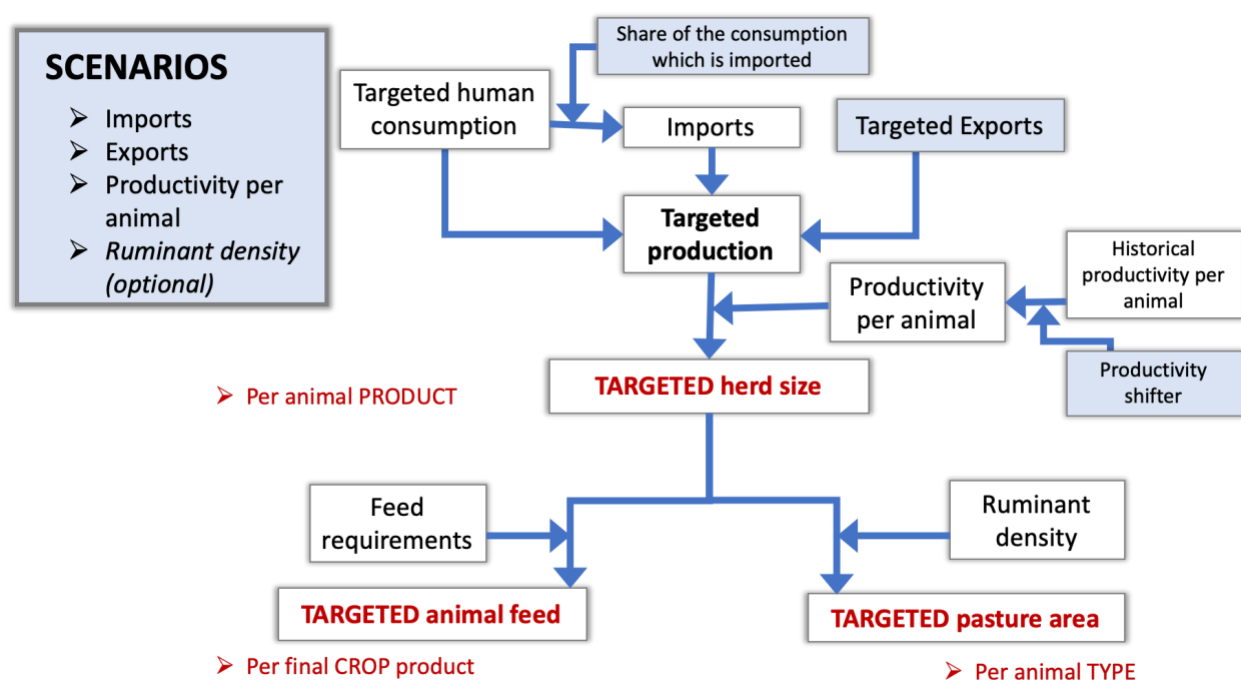 SCENARIOS
➢ Imports
➢ Exports
➢ Productivity per
animal
➢ Ruminant density
(optional)
Share of the consumption
which is imported
Targeted human
consumption
Imports
Targeted Exports
Targeted
production
Historical
productivity per
animal
Productivity
per animal
Productivity
shifter
TARGETED herd size
➢ Per animal PRODUCT
Feed
requirements
Ruminant
density
TARGETED animal feed
TARGETED pasture area
➢ Per final CROP product
➢ Per animal TYPE